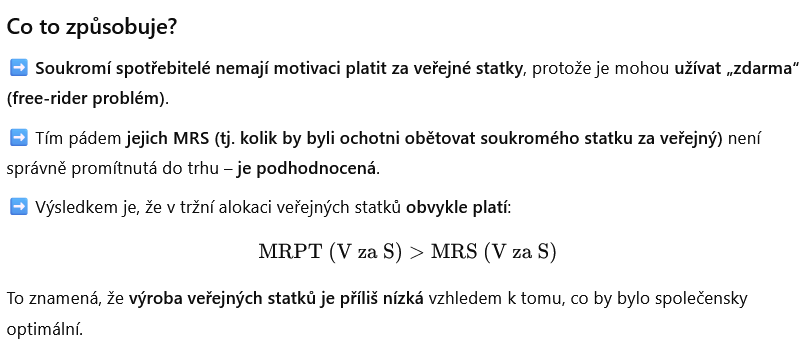 Co to způsobuje?
➡️ Soukromí spotřebitelé nemají motivaci platit za veřejné statky, protože je mohou užívat „zdarma“
(free-rider problém).
➡️ Tím pádem jejich MRS (tj. kolik by byli ochotni obětovat soukromého statku za veřejný) není
správně promítnutá do trhu – je podhodnocená.
➡️ Výsledkem je, že v tržní alokaci veřejných statků obvykle platí:
MRPT (V za S) > MRS (V za S)
To znamená, že výroba veřejných statků je příliš nízká vzhledem k tomu, co by bylo společensky
optimální.